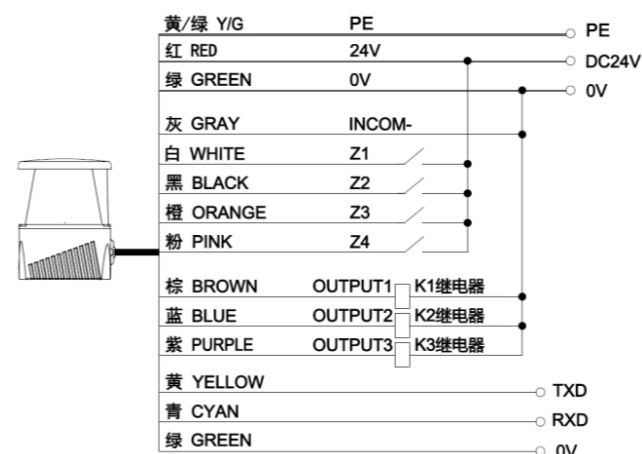 黄/绿 Y/G PE PE
红 RED 24V DC24V
绿 GREEN 0V 0V
灰 GRAY INCOM-
白 WHITE Z1
黑 BLACK Z2
橙 ORANGE Z3
粉 PINK Z4
棕 BROWN OUTPUT1 K1继电器
蓝 BLUE OUTPUT2 K2继电器
紫 PURPLE OUTPUT3 K3继电器
黄 YELLOW TXD
青 CYAN RXD
绿 GREEN 0V